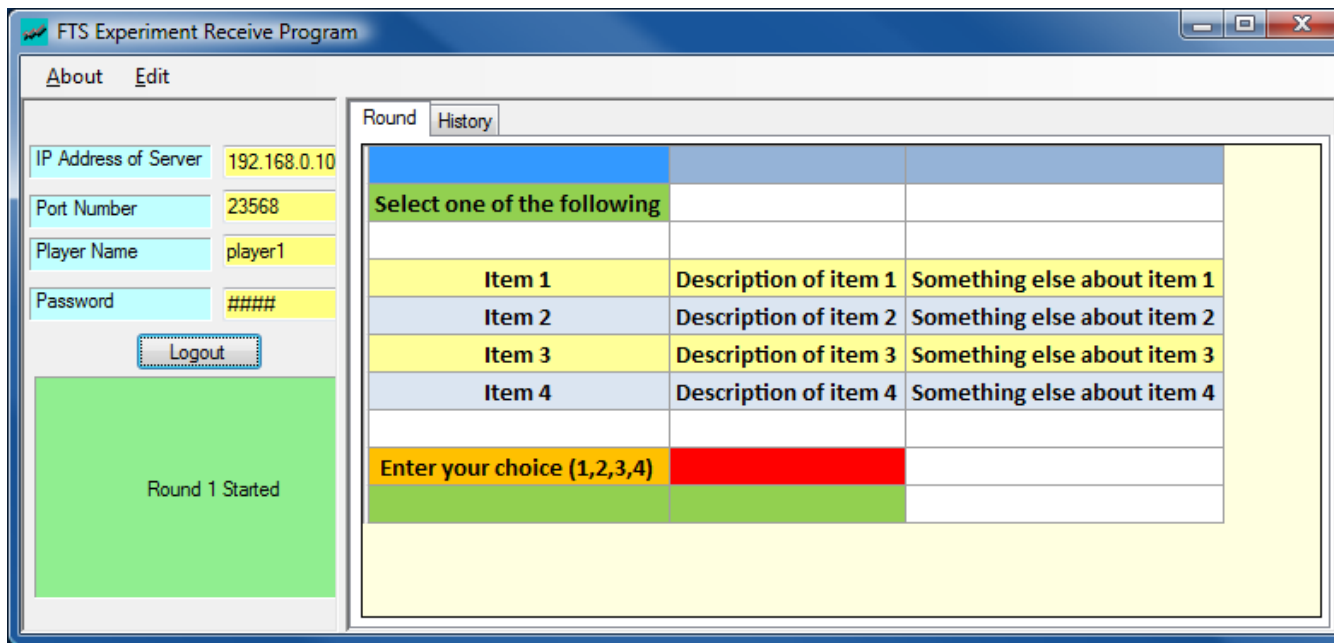 FTS Experiment Receive Program
About Edit
IP Address of Server 192.168.0.10
Port Number 23568
Player Name player1
Password ####
Logout
Round 1 Started
Round History
Select one of the following
Item 1 Description of item 1 Something else about item 1
Item 2 Description of item 2 Something else about item 2
Item 3 Description of item 3 Something else about item 3
Item 4 Description of item 4 Something else about item 4
Enter your choice (1,2,3,4)